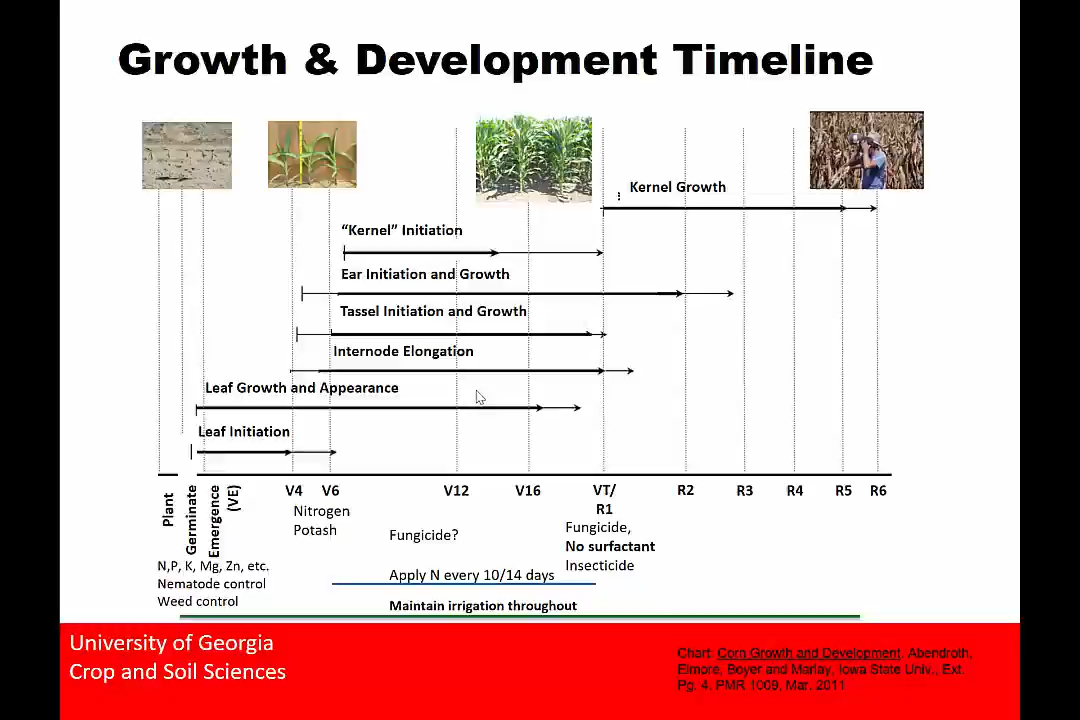 Growth & Development Timeline
Kernel Growth
“Kernel” Initiation
Ear Initiation and Growth
Tassel Initiation and Growth
Internode Elongation
Leaf Growth and Appearance
Leaf Initiation
Plant
Germinate
Emergence
(VE)
V4
V6
V12
V16
VT/
R1
R2
R3
R4
R5
R6
Nitrogen
Potash
Fungicide?
Fungicide,
No surfactant
Insecticide
N,P, K, Mg, Zn, etc.
Nematode control
Weed control
Apply N every 10/14 days
Maintain irrigation throughout
University of Georgia
Crop and Soil Sciences
Chart: Corn Growth and Development. Abendroth,
Elmore, Boyer and Marlay, Iowa State Univ., Ext.
Pg. 4, PMR 1009, Mar. 2011